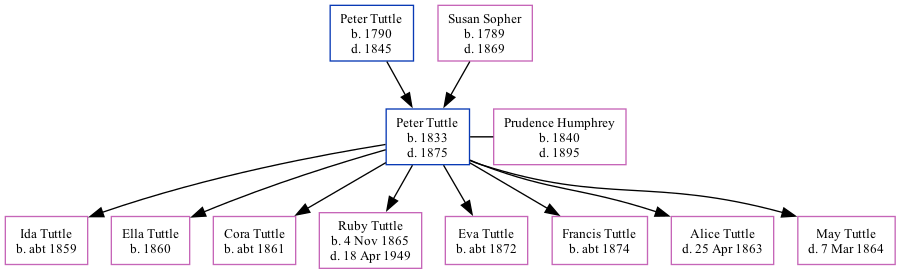 Peter Tuttle
b. 1790
d. 1845
Susan Sopher
b. 1789
d. 1869
Peter Tuttle
b. 1833
d. 1875
Prudence Humphrey
b. 1840
d. 1895
Ida Tuttle
b. abt 1859
Ella Tuttle
b. 1860
Cora Tuttle
b. abt 1861
Ruby Tuttle
b. 4 Nov 1865
d. 18 Apr 1949
Eva Tuttle
b. abt 1872
Francis Tuttle
b. abt 1874
Alice Tuttle
d. 25 Apr 1863
May Tuttle
d. 7 Mar 1864